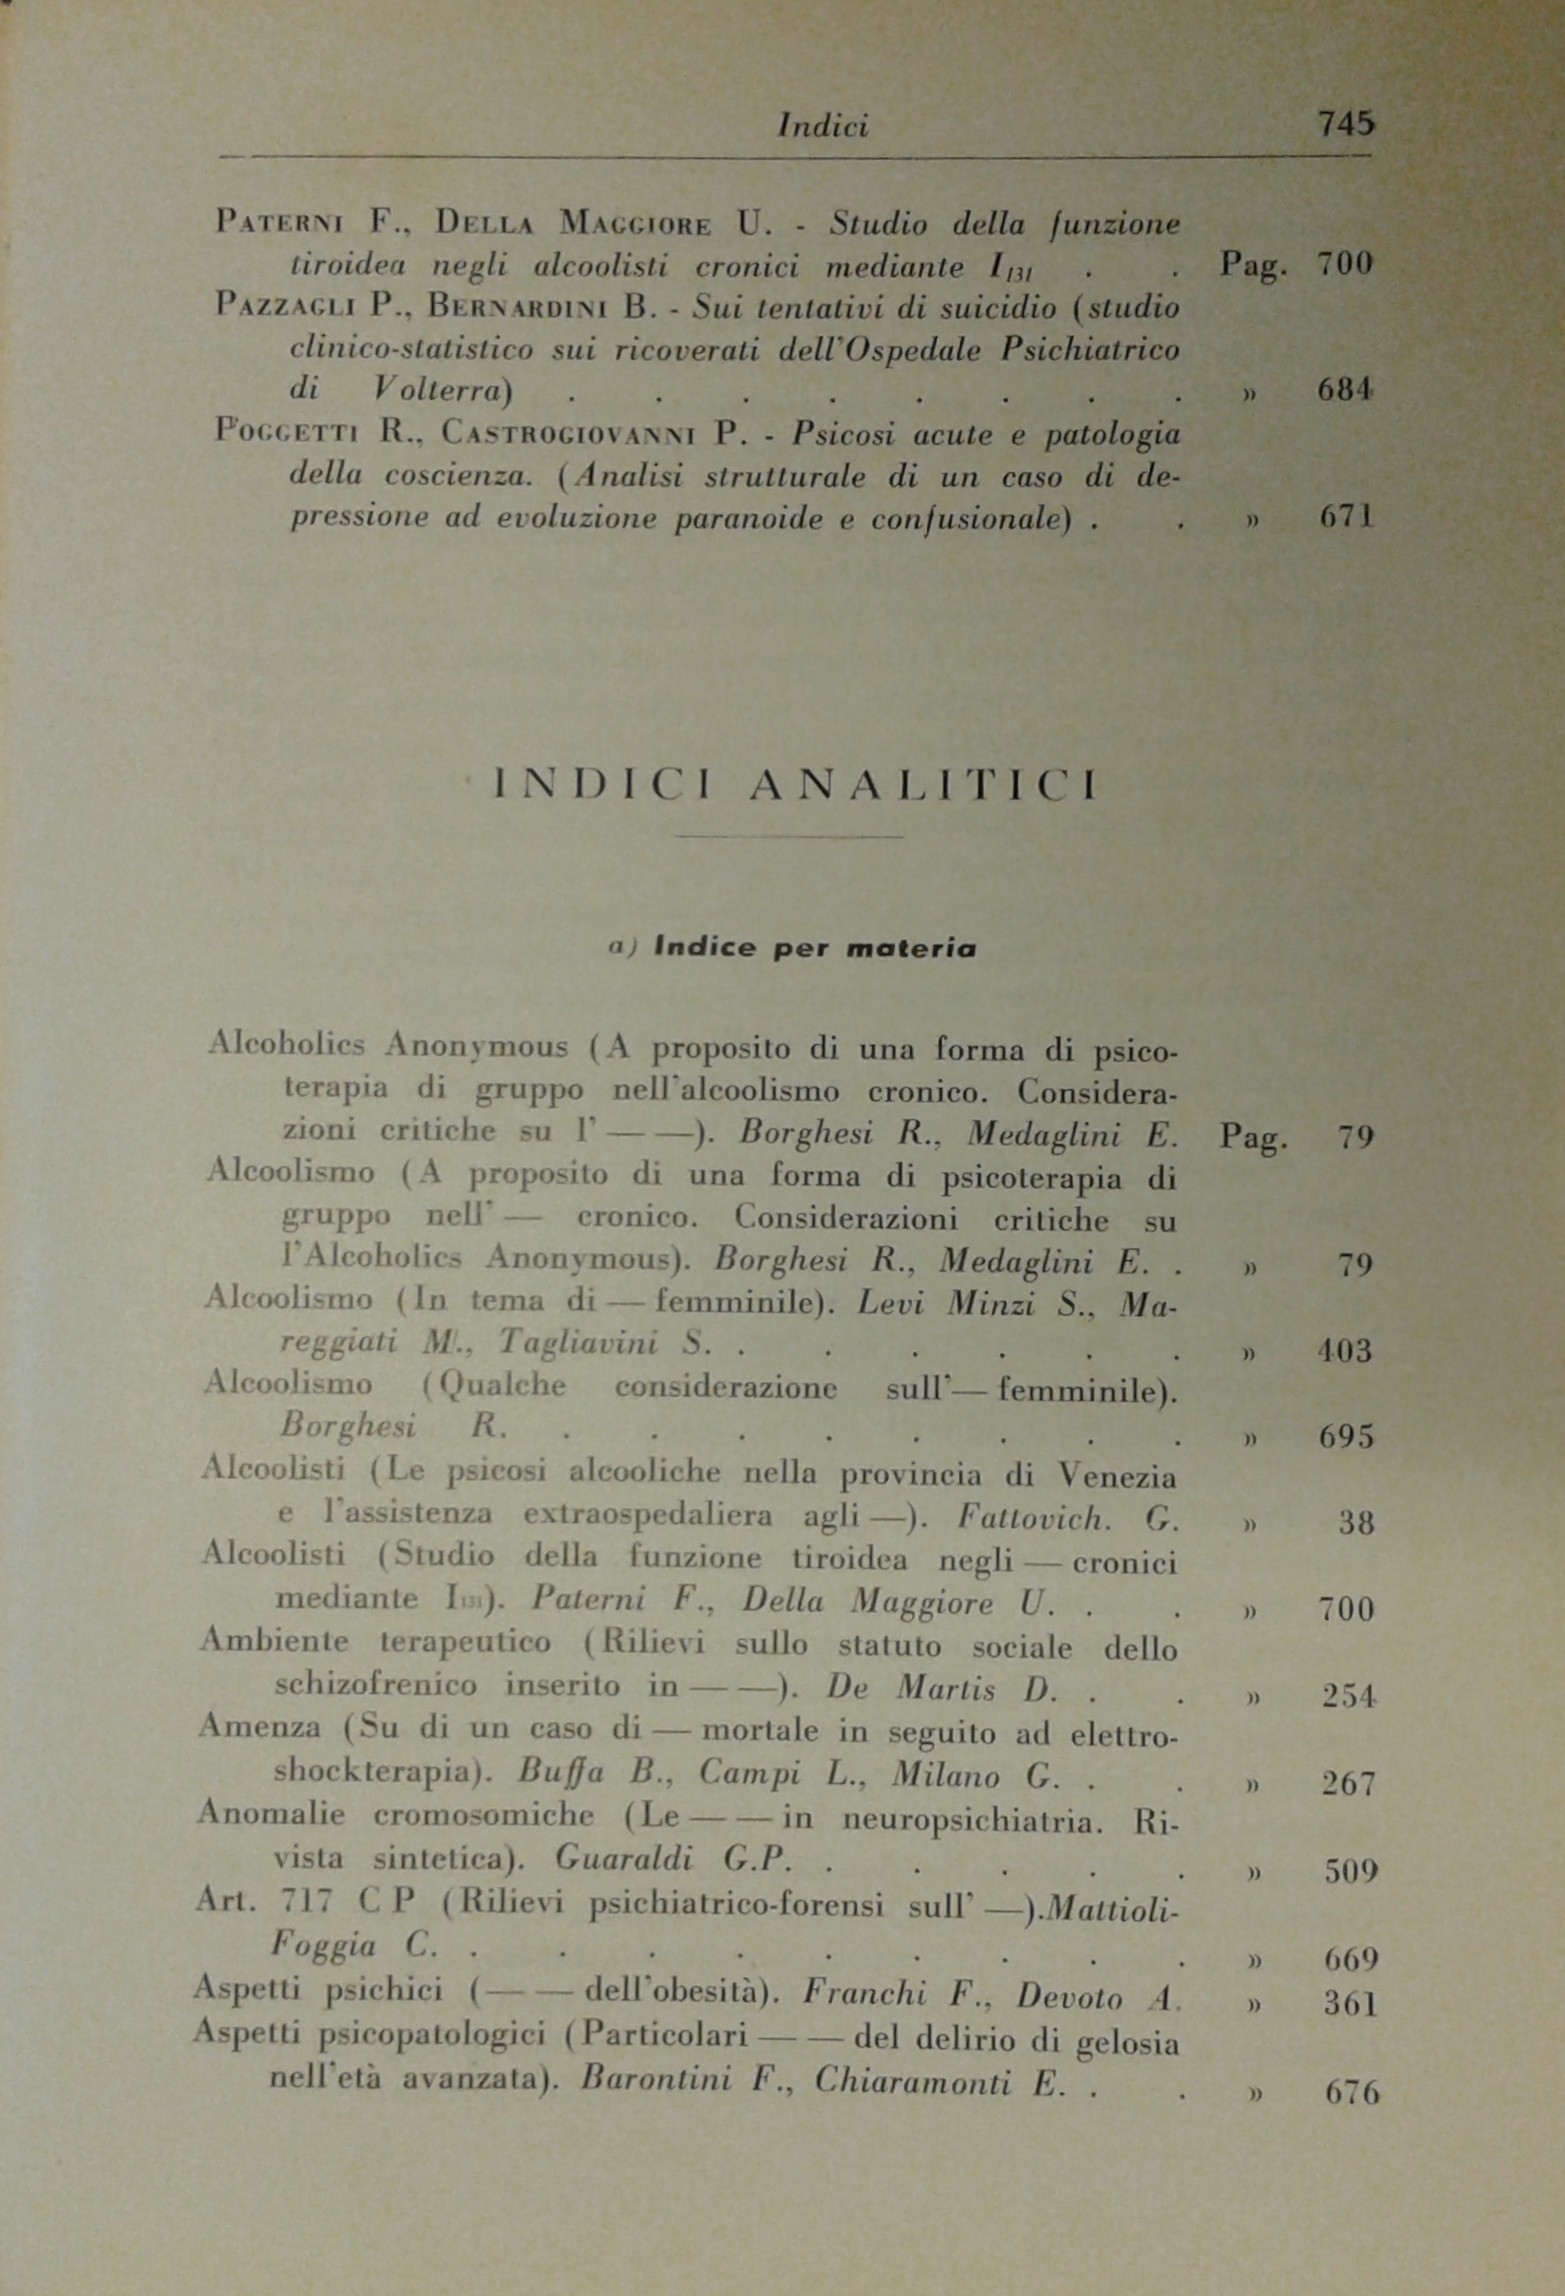 Indici 745
PATERNI F., DELLA MAGGIORE U. - Studio della funzione
tiroidea negli alcoolisti cronici mediante I131 . . Pag. 700
PAZZAGLI P., BERNARDINI B. - Sui tentativi di suicidio (studio
clinico-statistico sui ricoverati dell'Ospedale Psichiatrico
di Volterra) . . . . . . . . » 684
POGGETTI R., CASTROGIOVANNI P. - Psicosi acute e patologia
della coscienza. (Analisi strutturale di un caso di de-
pressione ad evoluzione paranoide e confusionale) . . » 671
INDICI ANALITICI
a) Indice per materia
Alcoholics Anonymous (A proposito di una forma di psico-
terapia di gruppo nell'alcoolismo cronico. Considera-
zioni critiche su l' — —). Borghesi R., Medaglini E. Pag. 79
Alcoolismo (A proposito di una forma di psicoterapia di
gruppo nell' — cronico. Considerazioni critiche su
l'Alcoholics Anonymous). Borghesi R., Medaglini E. . » 79
Alcoolismo (In tema di — femminile). Levi Minzi S., Ma-
reggiati M., Tagliavini S. . . . . . . » 403
Alcoolismo (Qualche considerazione sull'— femminile).
Borghesi R. . . . . . . . . » 695
Alcoolisti (Le psicosi alcooliche nella provincia di Venezia
e l'assistenza extraospedaliera agli —). Fattovich. G. » 38
Alcoolisti (Studio della funzione tiroidea negli — cronici
mediante I131). Paterni F., Della Maggiore U. . . » 700
Ambiente terapeutico (Rilievi sullo statuto sociale dello
schizofrenico inserito in — —). De Martis D. . . » 254
Amenza (Su di un caso di — mortale in seguito ad elettro-
shockterapia). Buffa B., Campi L., Milano G. . . » 267
Anomalie cromosomiche (Le — — in neuropsichiatria. Ri-
vista sintetica). Guaraldi G.P. . . . . . » 509
Art. 717 C P (Rilievi psichiatrico-forensi sull' —).Mattioli-
Foggia C. . . . . . . . . . » 669
Aspetti psichici (— — dell'obesità). Franchi F., Devoto A. » 361
Aspetti psicopatologici (Particolari — — del delirio di gelosia
nell'età avanzata). Barontini F., Chiaramonti E. . . » 676